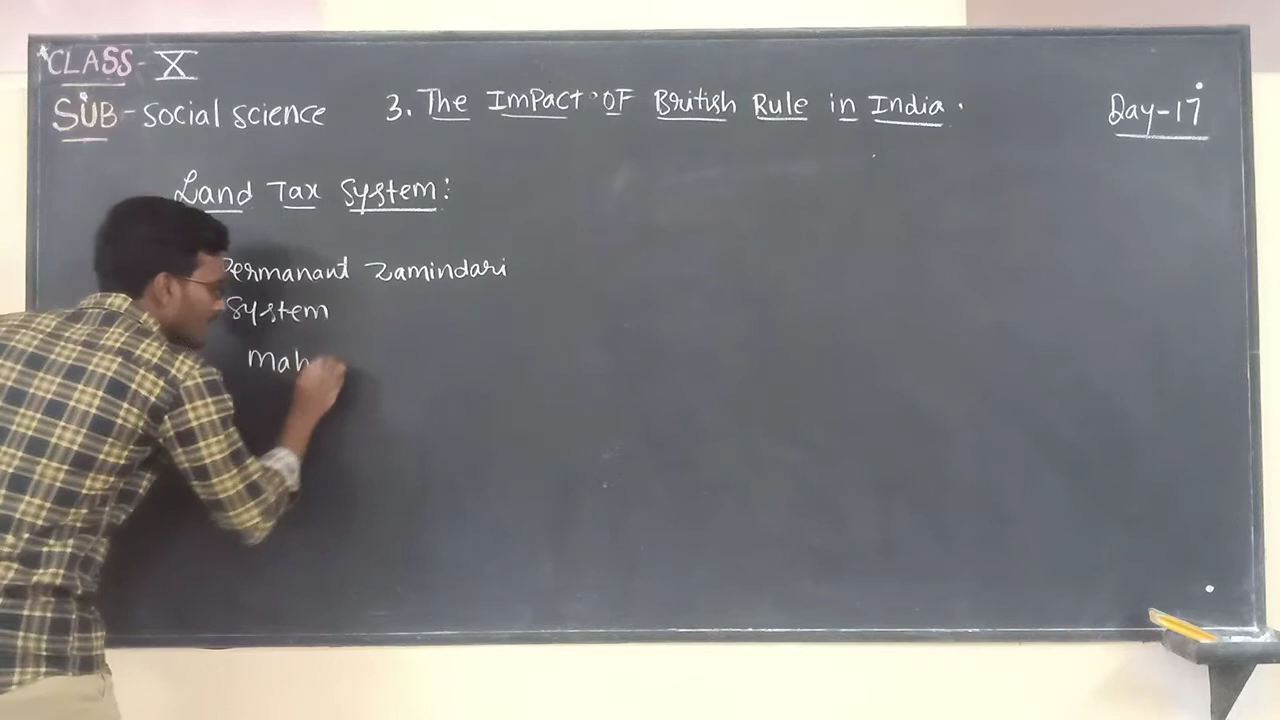 CLASS - X
SUB - Social science
3. The Impact OF British Rule in India.
Day-17
Land Tax System:
Permanant Zamindari
System
Mah